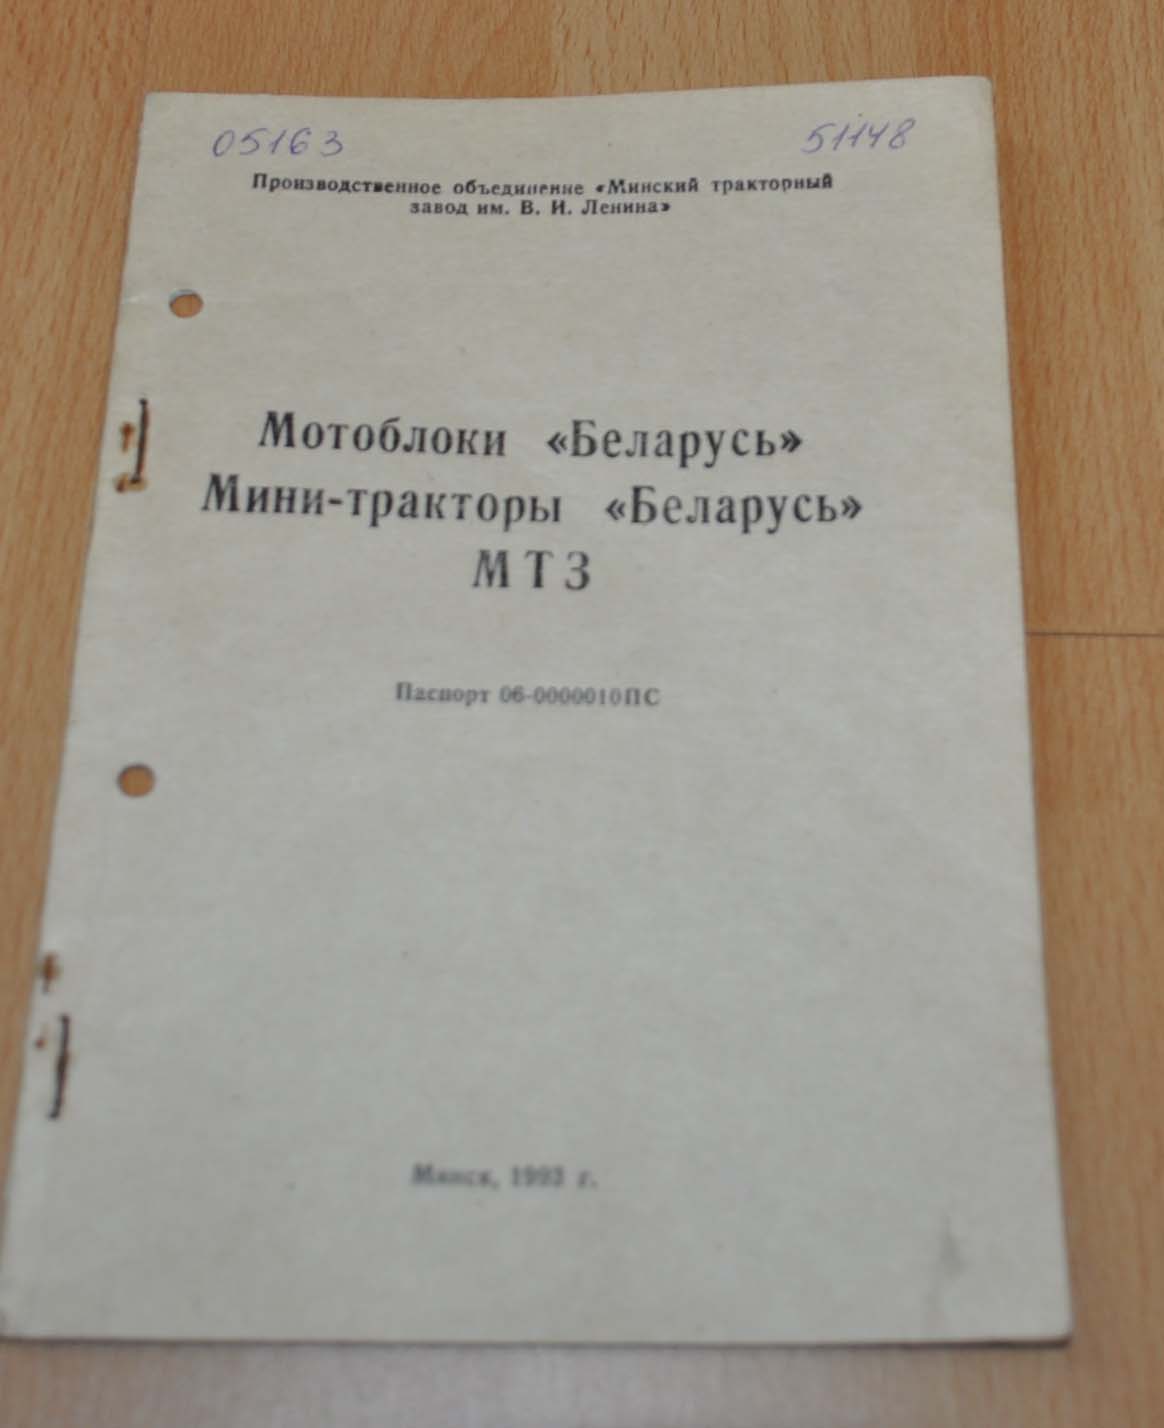 05163 51148
Производственное объединение «Минский тракторный
завод им. В. И. Ленина»
Мотоблоки «Беларусь»
Мини-тракторы «Беларусь»
МТЗ
Паспорт 06-0000010ПС
Минск, 1993 г.